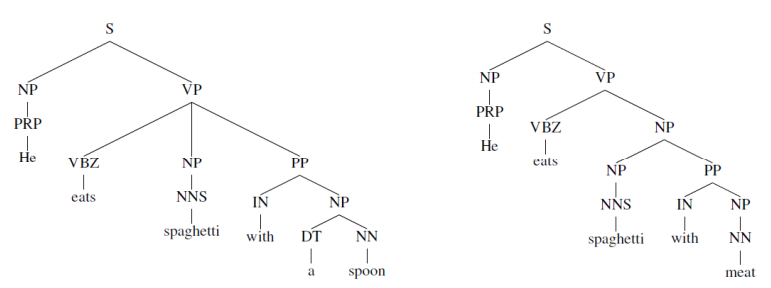 S S
NP VP NP VP
PRP PRP
He VBZ NP PP He VBZ NP
eats NNS IN NP eats NP PP
spaghetti with DT NN NNS IN NP
a spoon spaghetti with NN
meat